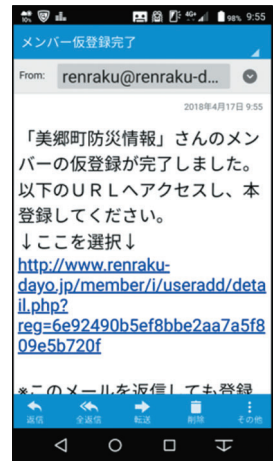 10%
98% 9:55
メンバー仮登録完了
From: renraku@renraku-d...
2018年4月17日 9:55
「美郷町防災情報」さんのメン
バーの仮登録が完了しました。
以下のURLへアクセスし、本
登録してください。
↓ここを選択↓
http://www.renraku-
dayo.jp/member/i/useradd/deta
il.php?
reg=6e92490b5ef8bbe2aa7a5f8
09e5b720f
※このメールを返信しても登録
返信 全返信 転送 削除 その他